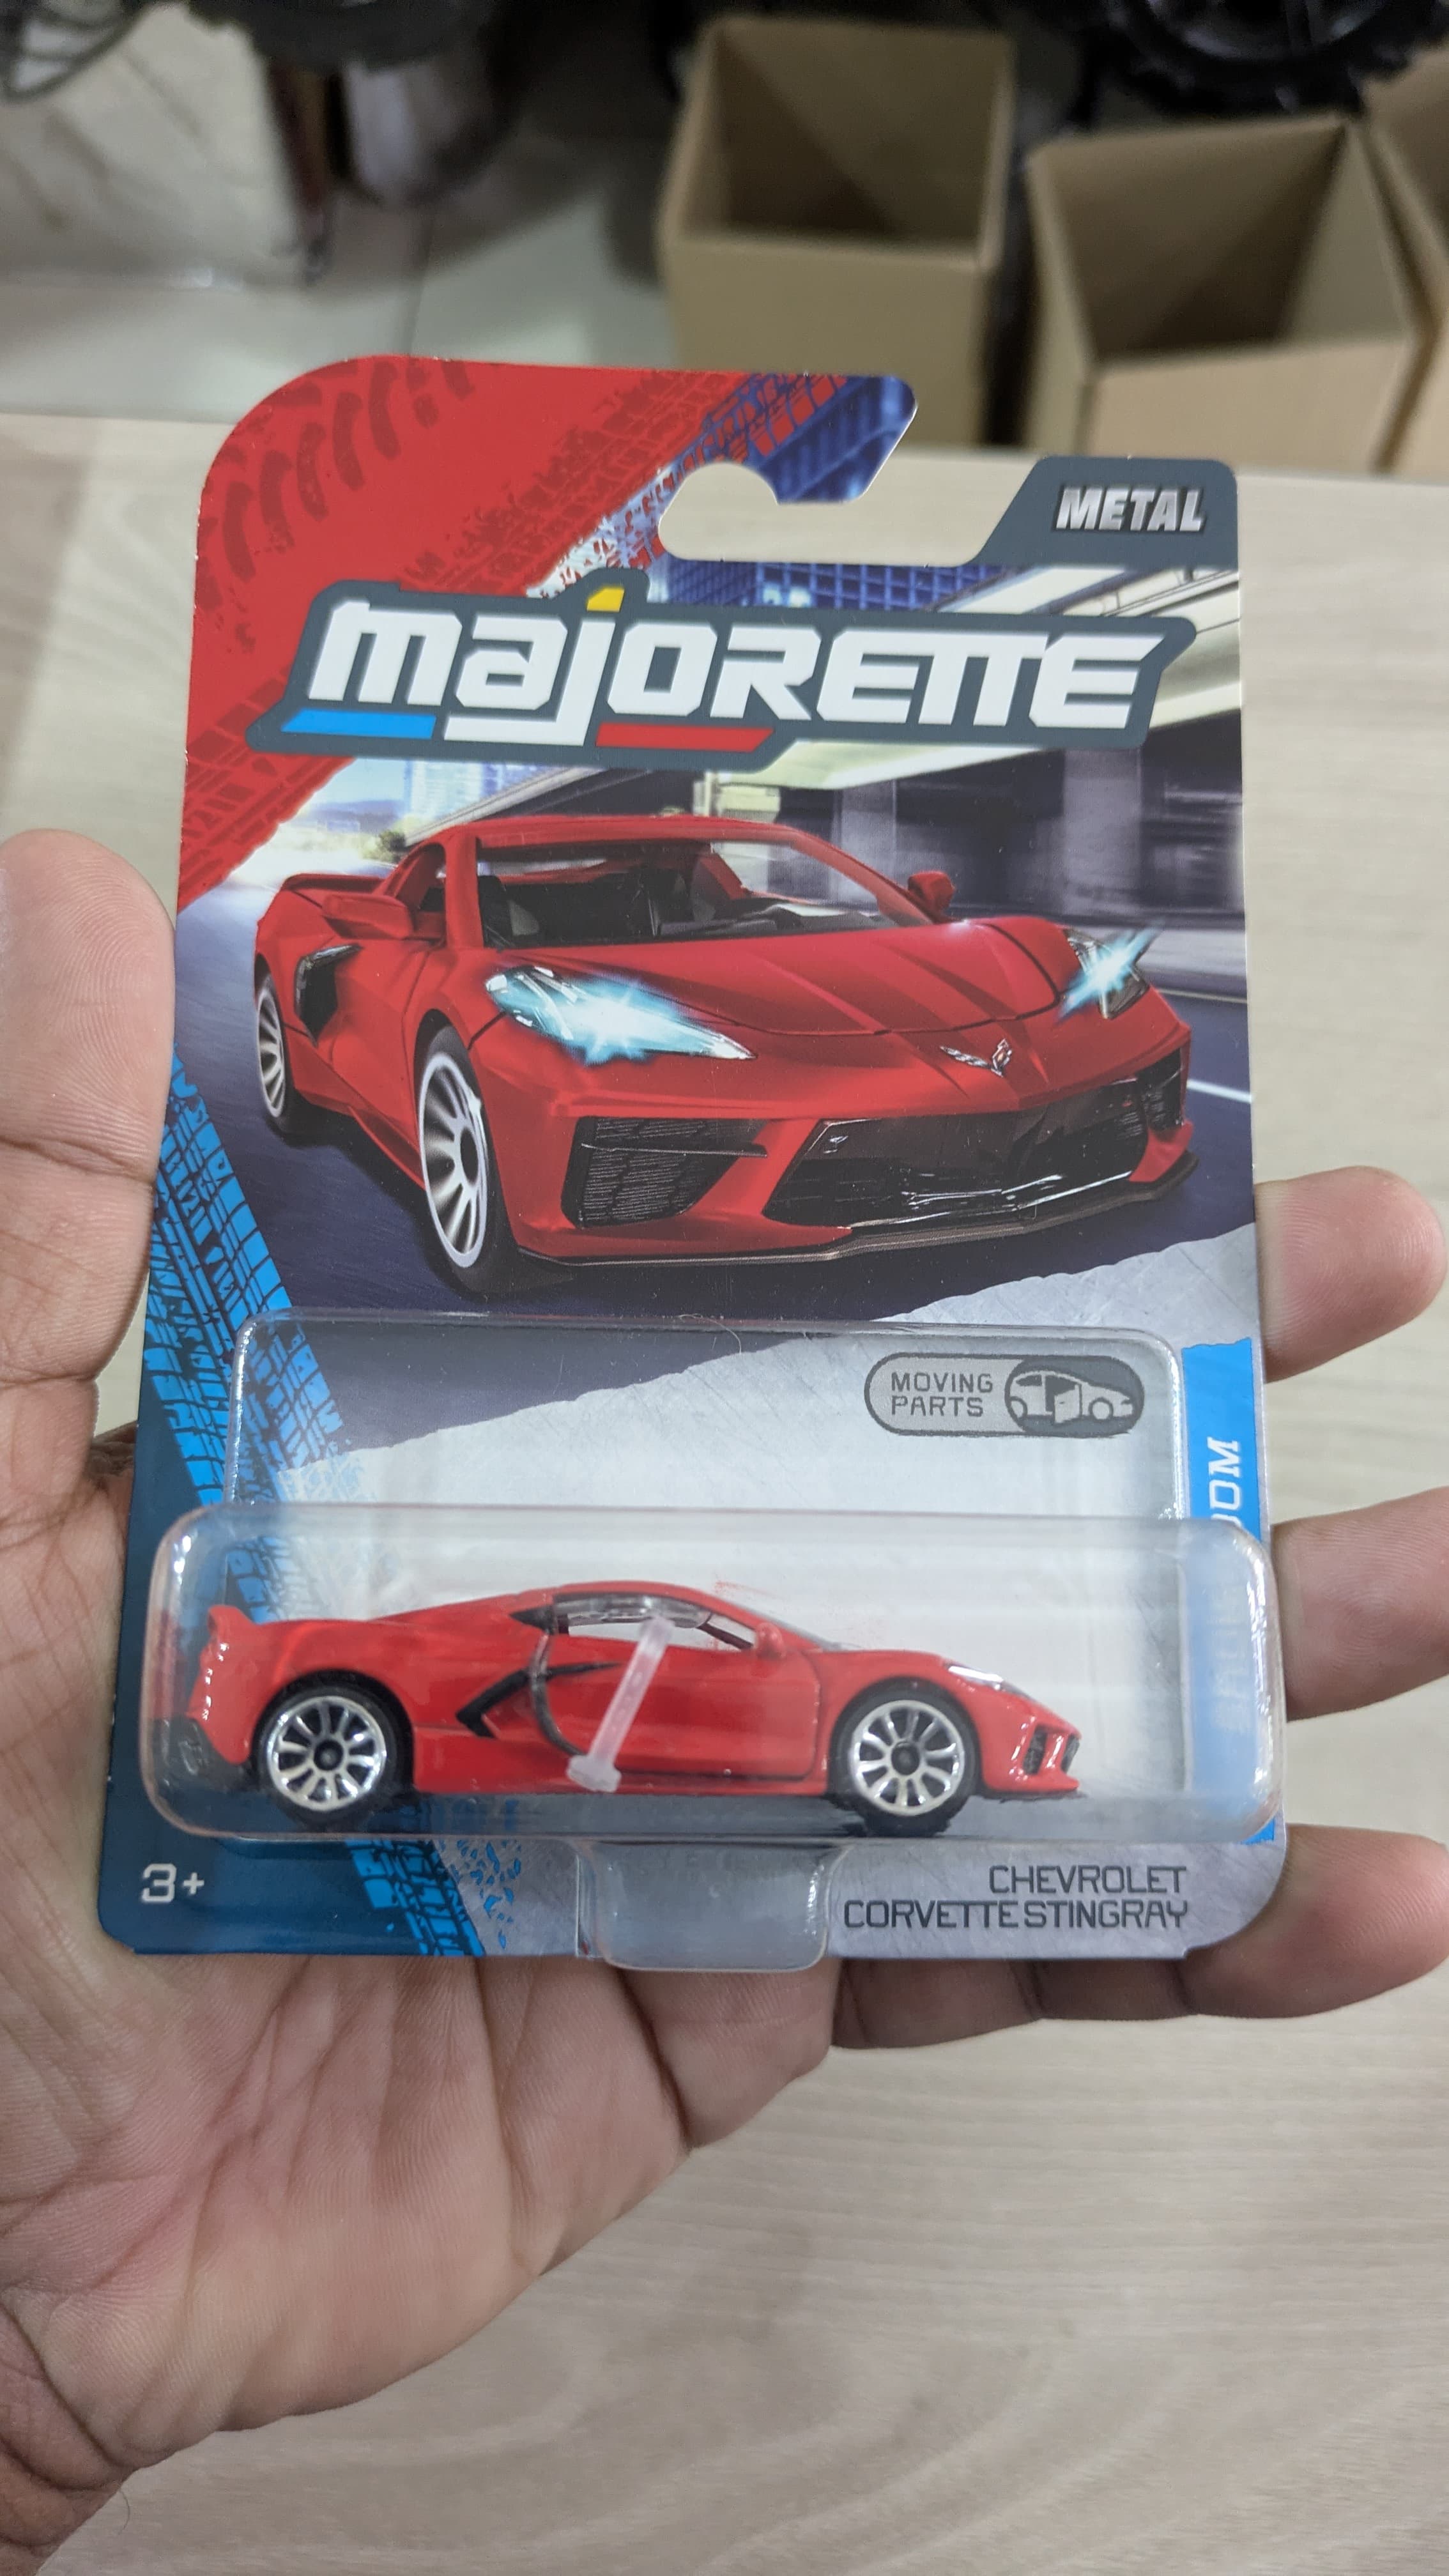 METAL
majORETTE
MOVING
PARTS
3+
CHEVROLET
CORVETTE STINGRAY